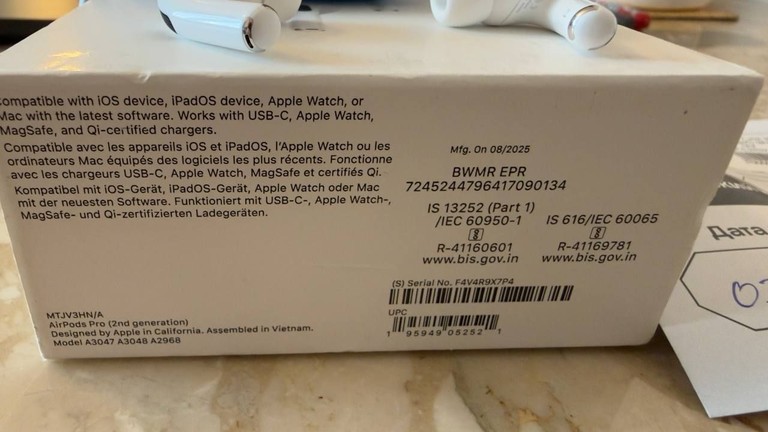 ompatible with iOS device, iPadOS device, Apple Watch, or
Mac with the latest software. Works with USB-C, Apple Watch,
MagSafe, and Qi-certified chargers.
Compatible avec les appareils iOS et iPadOS, l'Apple Watch ou les
ordinateurs Mac équipés des logiciels les plus récents. Fonctionne
avec les chargeurs USB-C, Apple Watch, MagSafe et certifiés Qi.
Kompatibel mit iOS-Gerät, iPadOS-Gerät, Apple Watch oder Mac
mit der neuesten Software. Funktioniert mit USB-C-, Apple Watch-,
MagSafe- und Qi-zertifizierten Ladegeräten.
MTJV3HN/A
AirPods Pro (2nd generation)
Designed by Apple in California. Assembled in Vietnam.
Model A3047 A3048 A2968
Mfg. On 08/2025
BWMR EPR
7245244796417090134
IS 13252 (Part 1)
/IEC 60950-1
R-41160601
www.bis.gov.in
IS 616/IEC 60065
R-41169781
www.bis.gov.in
(S) Serial No. F4V4R9X7P4
UPC
1 95949 05252 1
Дата